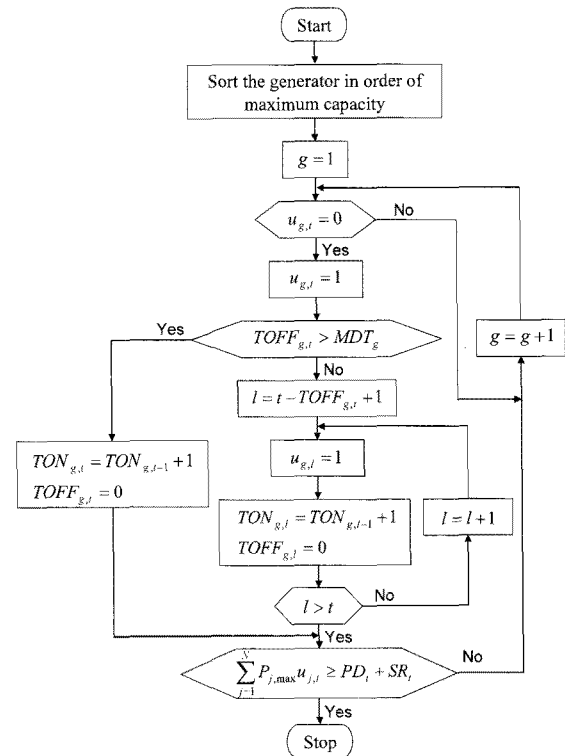 Start
Sort the generator in order of
maximum capacity
g = 1
u_{g,t} = 0
No
Yes
u_{g,t} = 1
Yes
TOFF_{g,t} > MDT_g
g = g + 1
No
l = t − TOFF_{g,t} + 1
TON_{g,t} = TON_{g,t−1} + 1
TOFF_{g,t} = 0
u_{g,l} = 1
TON_{g,l} = TON_{g,l−1} + 1
TOFF_{g,l} = 0
l = l + 1
l > t
No
Yes
\sum_{j=1}^{N} P_{j,max} u_{j,t} ≥ PD_t + SR_t
No
Yes
Stop